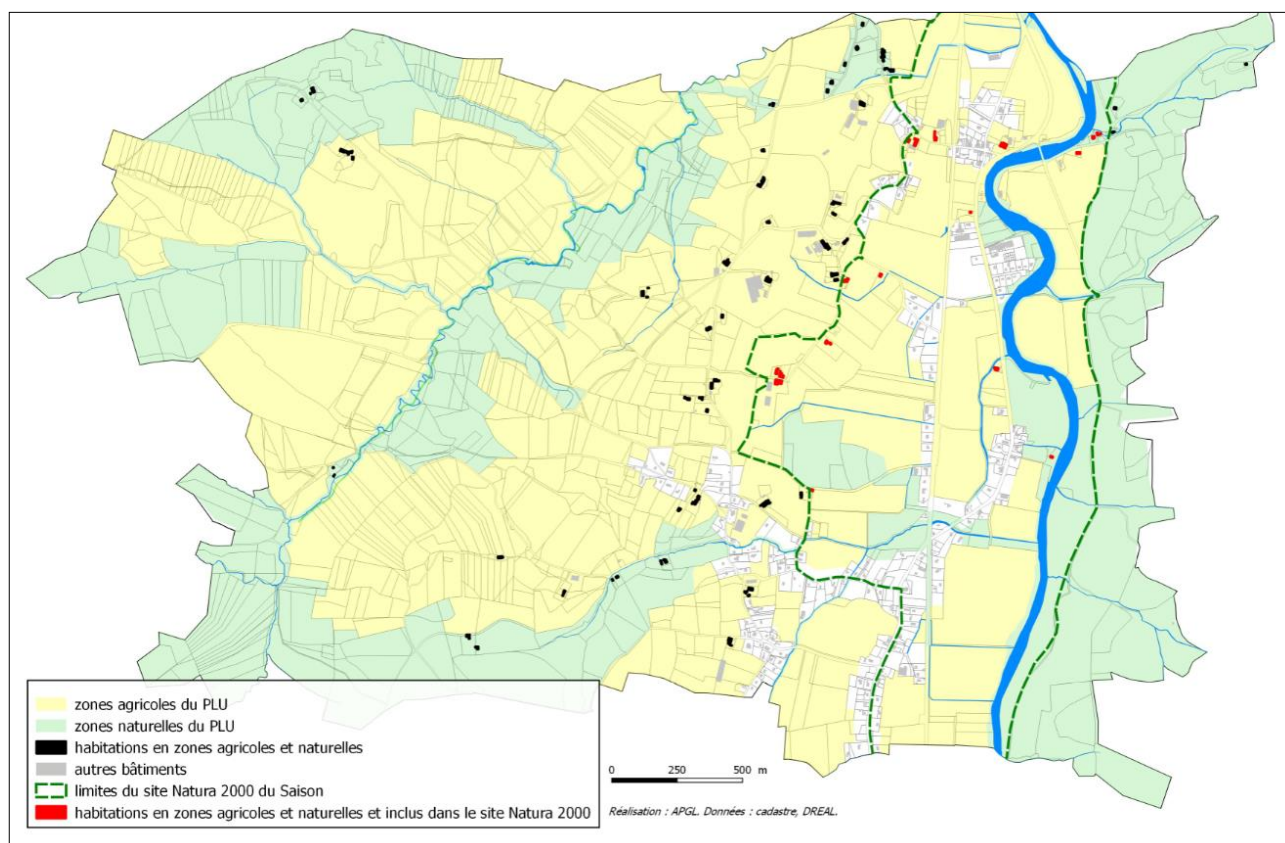 zones agricoles du PLU
zones naturelles du PLU
habitations en zones agricoles et naturelles
autres bâtiments
limites du site Natura 2000 du Saison
habitations en zones agricoles et naturelles et inclus dans le site Natura 2000
0 250 500 m
Réalisation : APGL. Données : cadastre, DREAL.